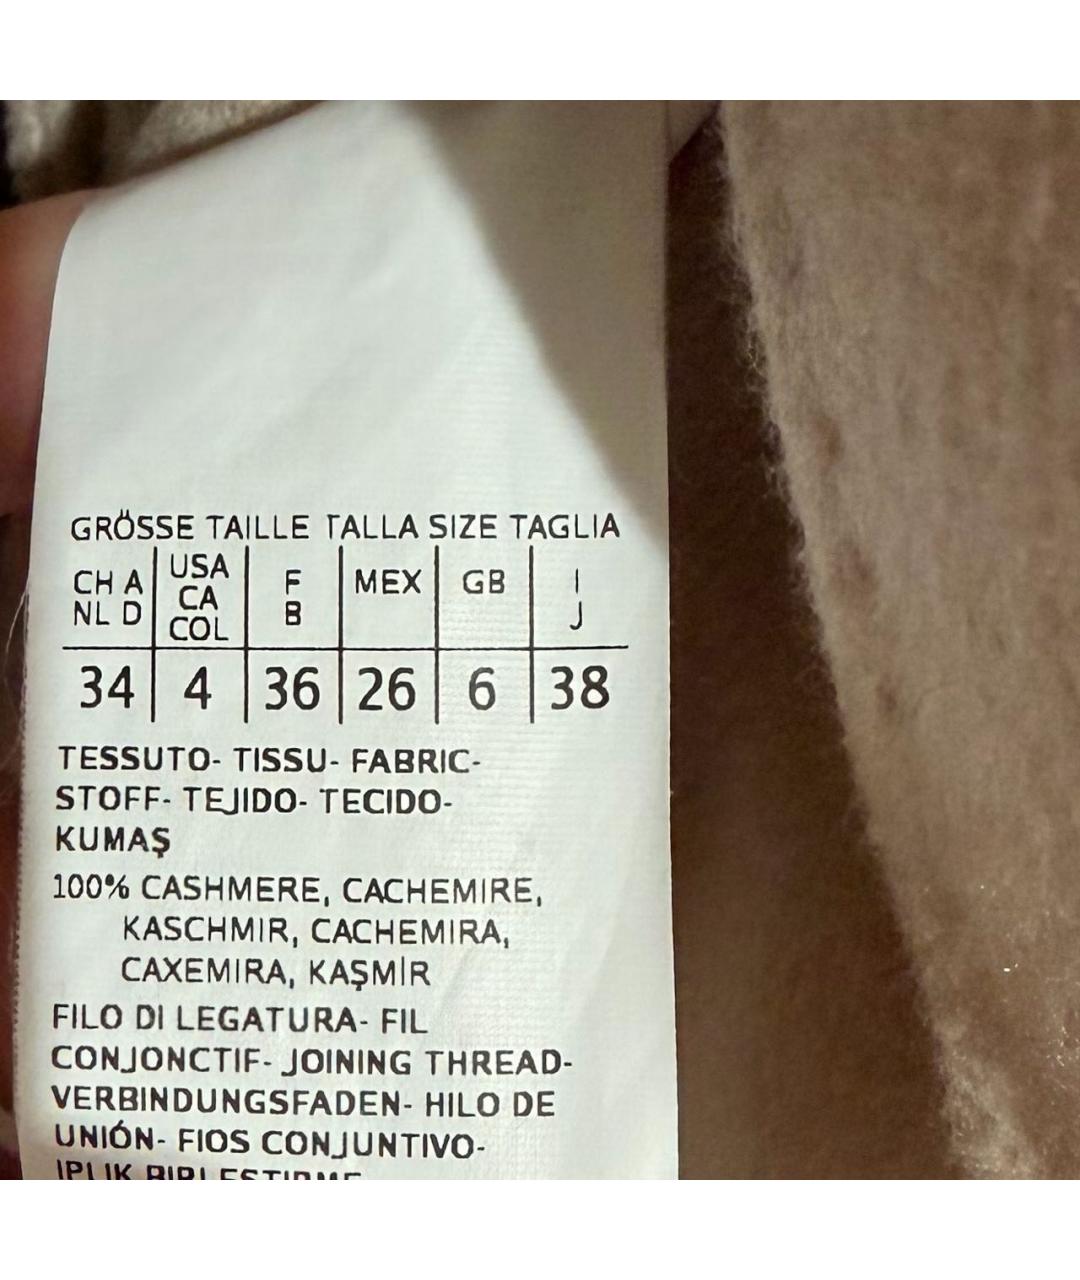 GRÖSSE TAILLE TALLA SIZE TAGLIA
CH A NL D | USA CA COL | F B | MEX | GB | I J
34 | 4 | 36 | 26 | 6 | 38
TESSUTO- TISSU- FABRIC-
STOFF- TEJIDO- TECIDO-
KUMAŞ
100% CASHMERE, CACHEMIRE,
KASCHMIR, CACHEMIRA,
CAXEMIRA, KAŞMİR
FILO DI LEGATURA- FIL
CONJONCTIF- JOINING THREAD-
VERBINDUNGSFADEN- HILO DE
UNIÓN- FIOS CONJUNTIVO-